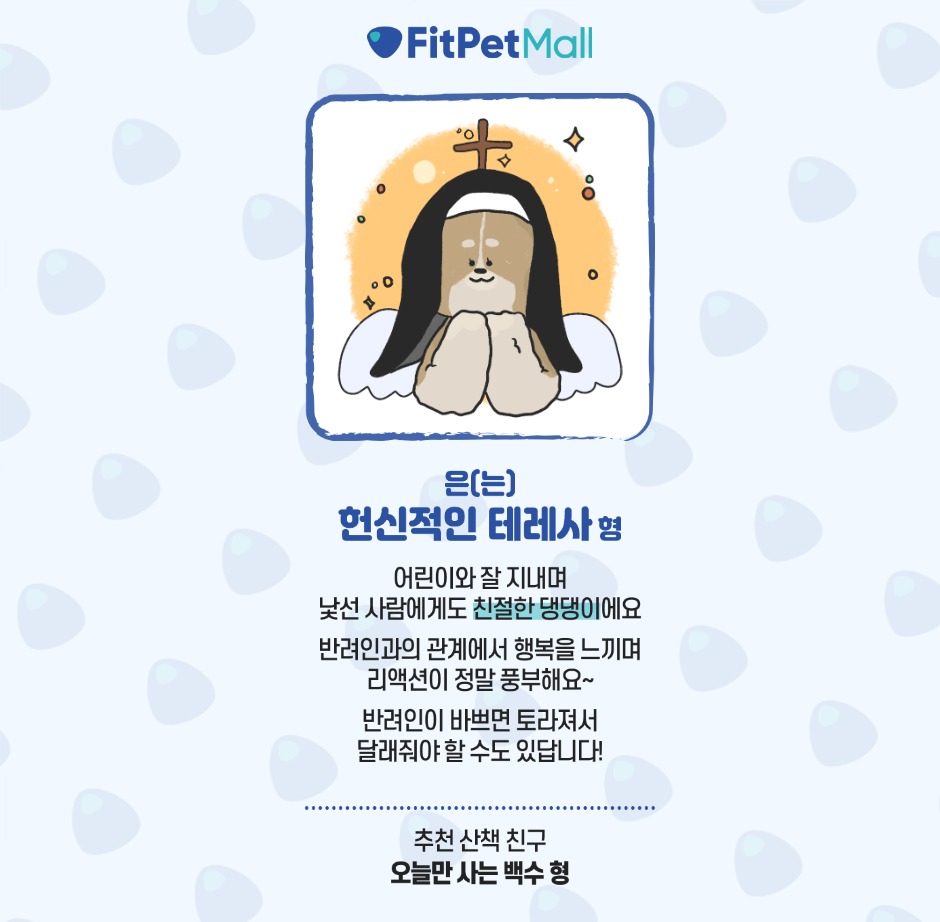 FitPetMall
은(는)
헌신적인 테레사 형
어린이와 잘 지내며
낯선 사람에게도 친절한 댕댕이에요
반려인과의 관계에서 행복을 느끼며
리액션이 정말 풍부해요~
반려인이 바쁘면 토라져서
달래줘야 할 수도 있답니다!
추천 산책 친구
오늘만 사는 백수 형